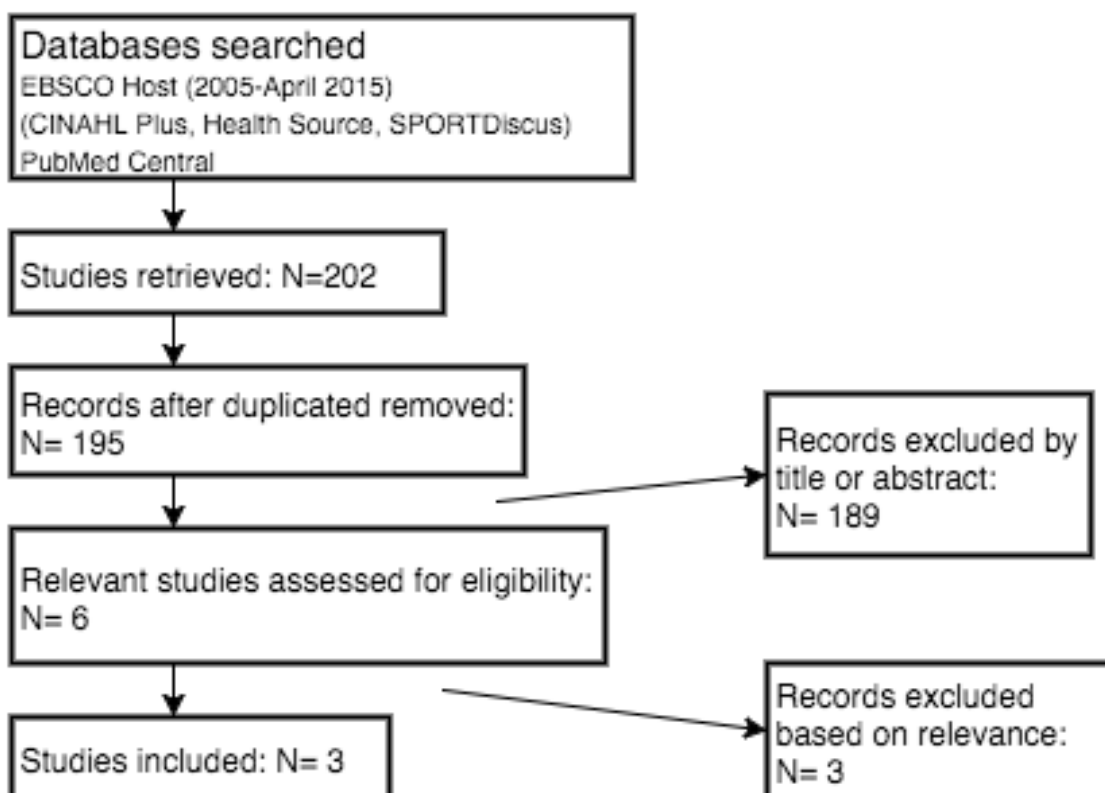 Databases searched
EBSCO Host (2005-April 2015)
(CINAHL Plus, Health Source, SPORTDiscus)
PubMed Central
Studies retrieved: N=202
Records after duplicated removed:
N= 195
Records excluded by
title or abstract:
N= 189
Relevant studies assessed for eligibility:
N= 6
Records excluded
based on relevance:
N= 3
Studies included: N= 3